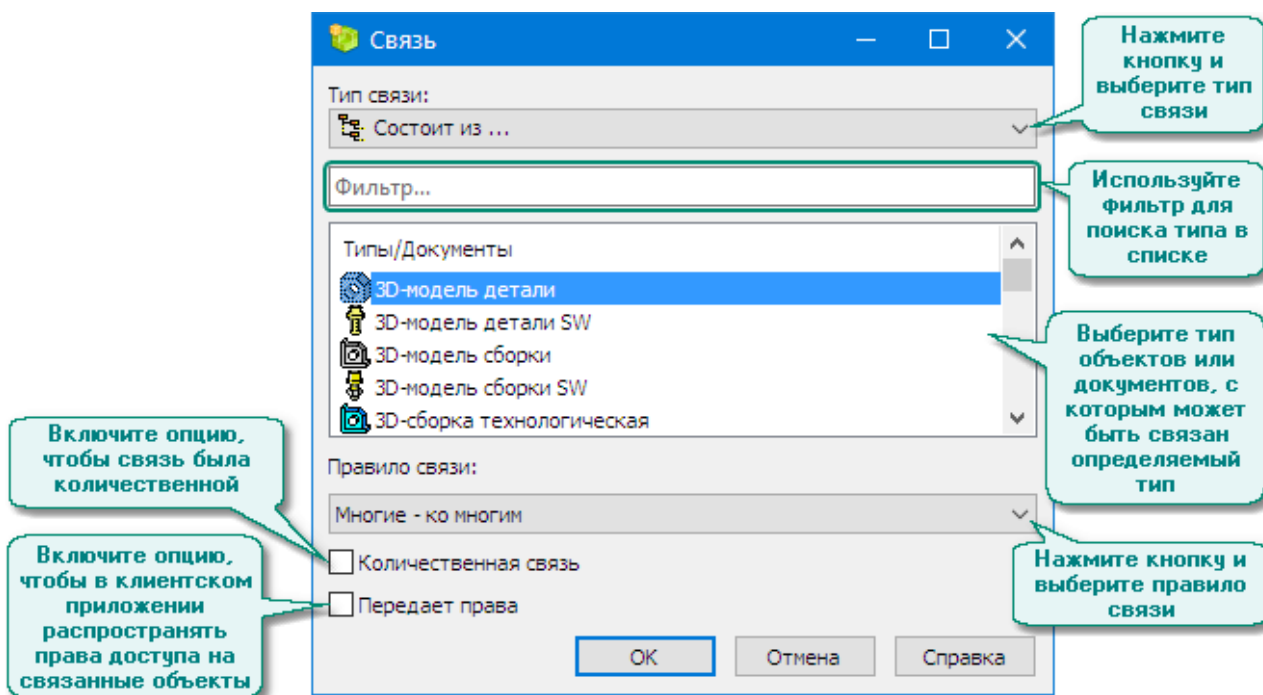 Связь
Тип связи:
Состоит из ...
Фильтр...
Типы/Документы
3D-модель детали
3D-модель детали SW
3D-модель сборки
3D-модель сборки SW
3D-сборка технологическая
Правило связи:
Многие - ко многим
Количественная связь
Передает права
ОК
Отмена
Справка
Нажмите
кнопку и
выберите тип
связи
Используйте
фильтр для
поиска типа в
списке
Выберите тип
объектов или
документов, с
которым может
быть связан
определяемый
тип
Нажмите кнопку и
выберите правило
связи
Включите опцию,
чтобы связь была
количественной
Включите опцию,
чтобы в клиентском
приложении
распространять
права доступа на
связанные объекты